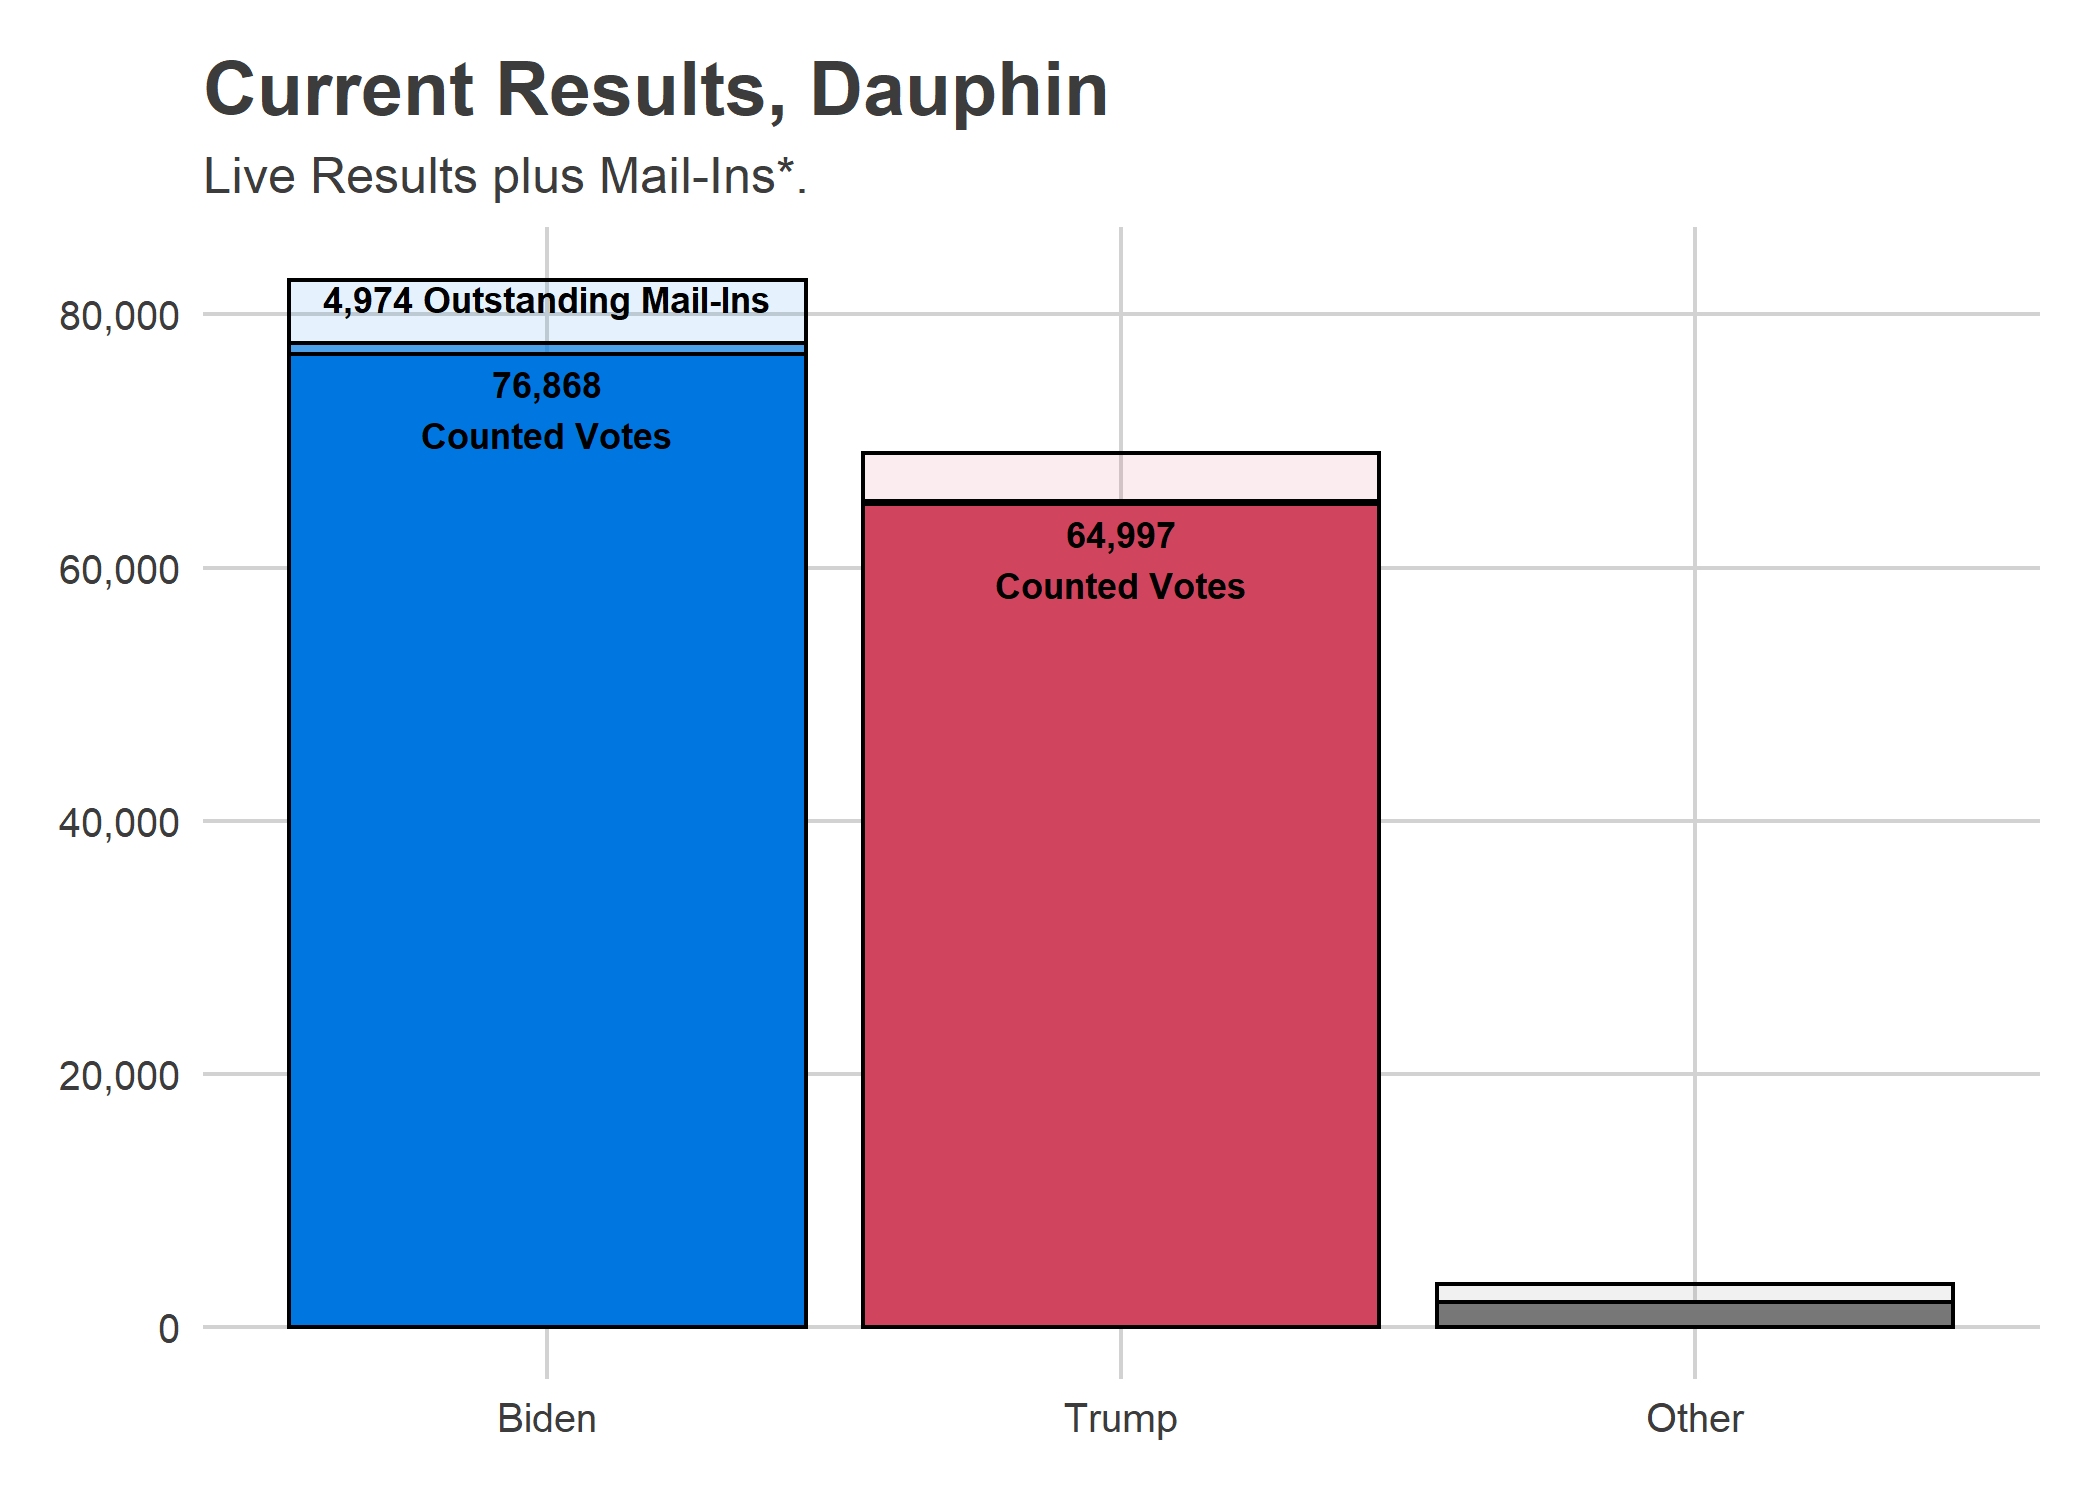 Current Results, Dauphin
Live Results plus Mail-Ins*.
4,974 Outstanding Mail-Ins
76,868
Counted Votes
64,997
Counted Votes
80,000
60,000
40,000
20,000
0
Biden
Trump
Other